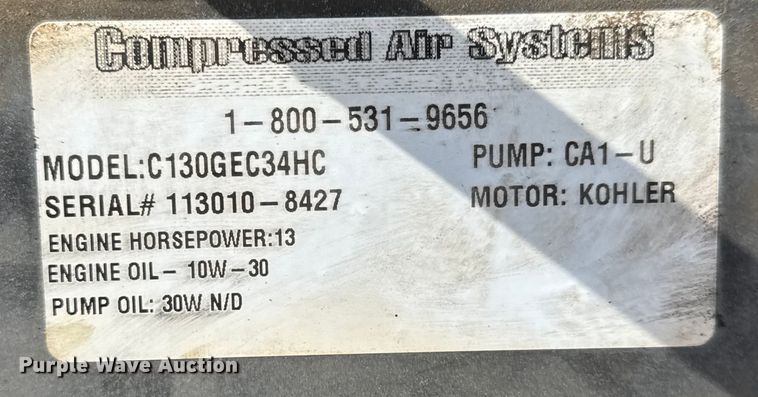 Compressed Air Systems
1-800-531-9656
MODEL:C130GEC34HC
PUMP: CA1-U
SERIAL# 113010-8427
MOTOR: KOHLER
ENGINE HORSEPOWER:13
ENGINE OIL- 10W-30
PUMP OIL: 30W N/D
Purple Wave Auction